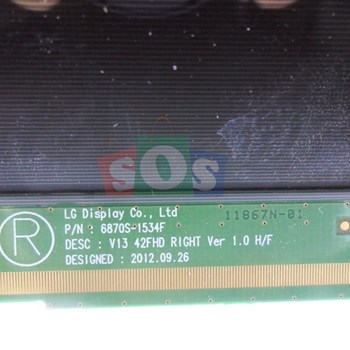 SOS
LG Display Co., Ltd
11867N-01
P/N : 6870S-1534F
R
DESC : V13 42FHD RIGHT Ver 1.0 H/F
DESIGNED : 2012.09.26